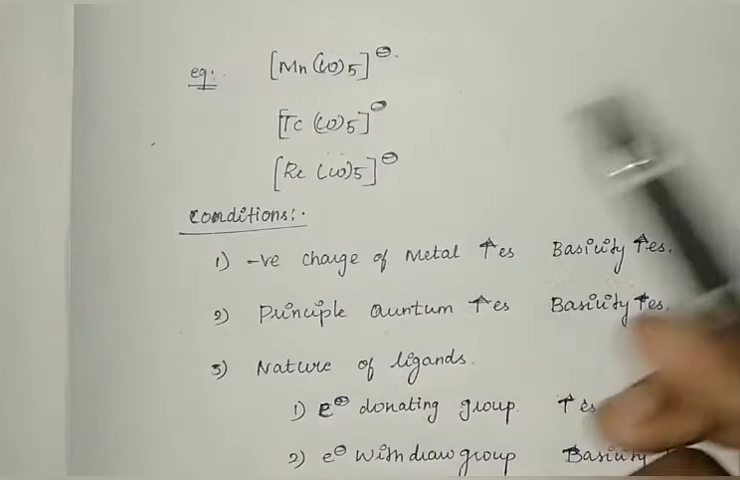 eg:. [Mn (CO)5]⊖.
[Tc (CO)5]⊖
[Re (CO)5]⊖
Conditions:.
1) -ve charge of Metal ↑es Basicity ↑es.
2) Principle auntum ↑es Basicity ↑es.
3) Nature of ligands.
1) e⊖ donating group. ↑es
2) e⊖ withdraw group Basicity